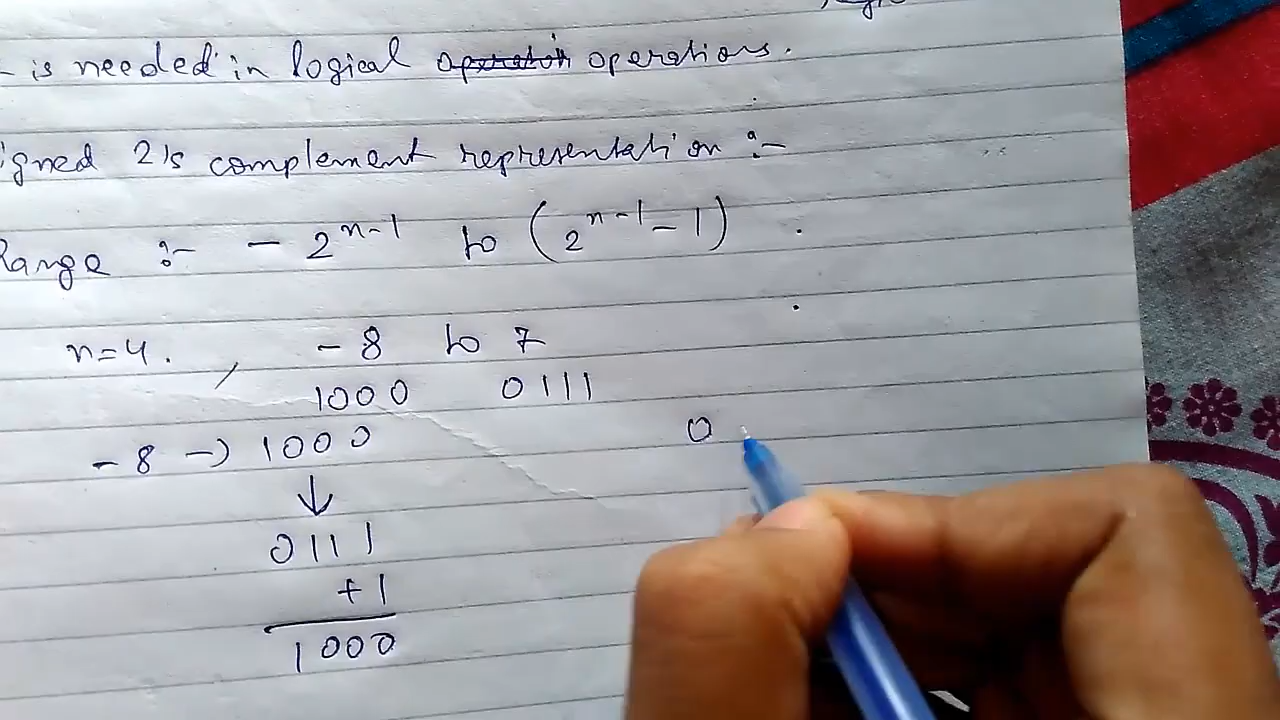 is needed in logical operations.
igned 2's complement representation :-
Range :- - 2^{n-1} to (2^{n-1} - 1)
n=4. , - 8 to 7
1000 0111
- 8 → 1000
0
↓
0111
+1
1000